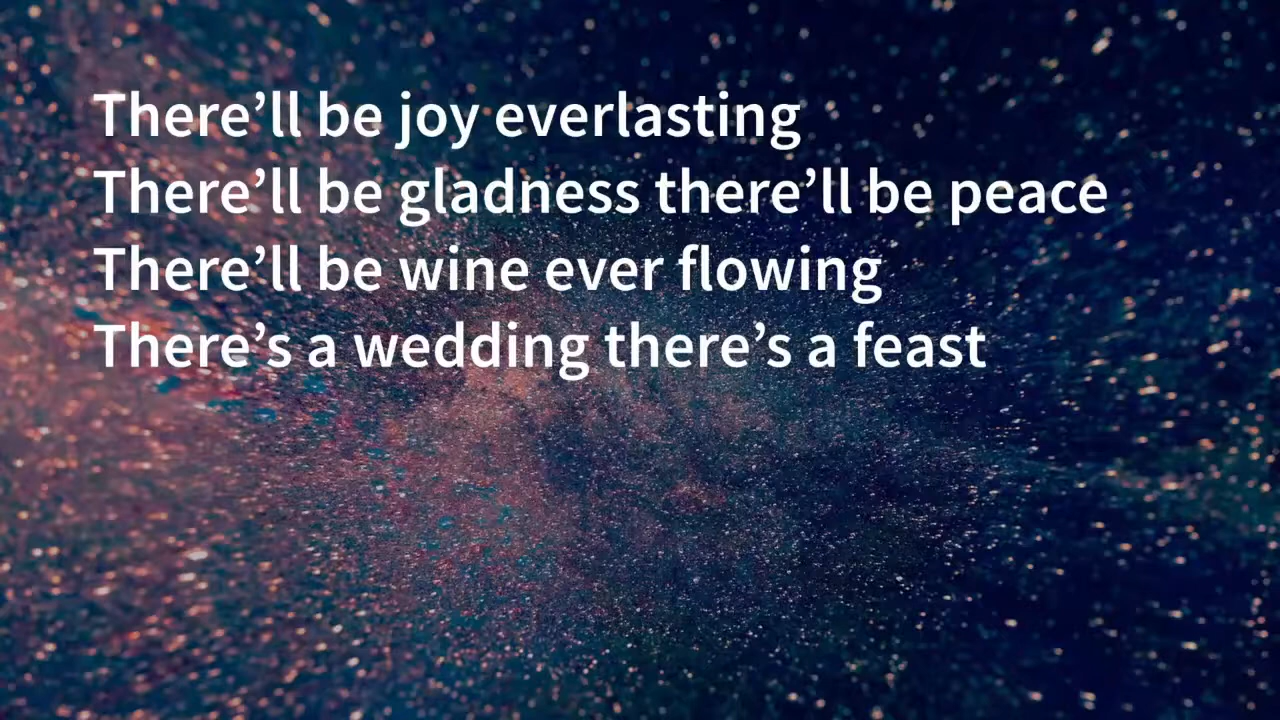 There’ll be joy everlasting
There’ll be gladness there’ll be peace
There’ll be wine ever flowing
There’s a wedding there’s a feast